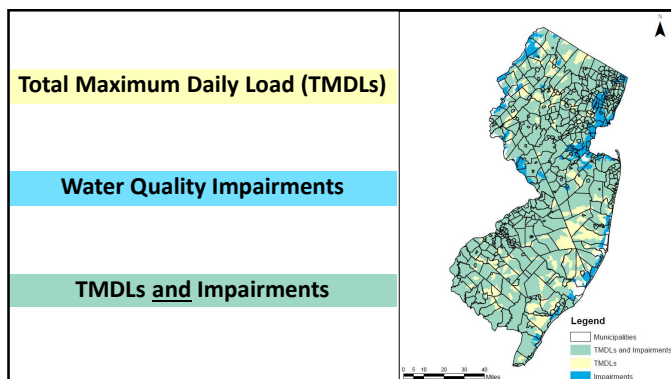 Total Maximum Daily Load (TMDLs)
Water Quality Impairments
TMDLs and Impairments
N
Legend
Municipalities
TMDLs and Impairments
TMDLs
Impairments
0 5 10 20 30 40
Miles